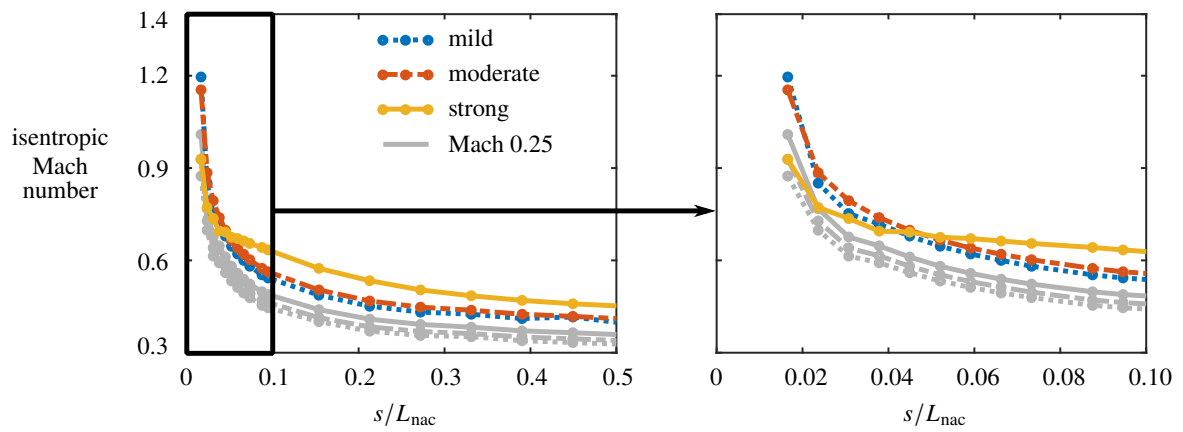 1.4
1.2
0.9
0.6
0.3
isentropic
Mach
number
mild
moderate
strong
Mach 0.25
0 0.1 0.2 0.3 0.4 0.5
s/Lnac
0 0.02 0.04 0.06 0.08 0.10
s/Lnac